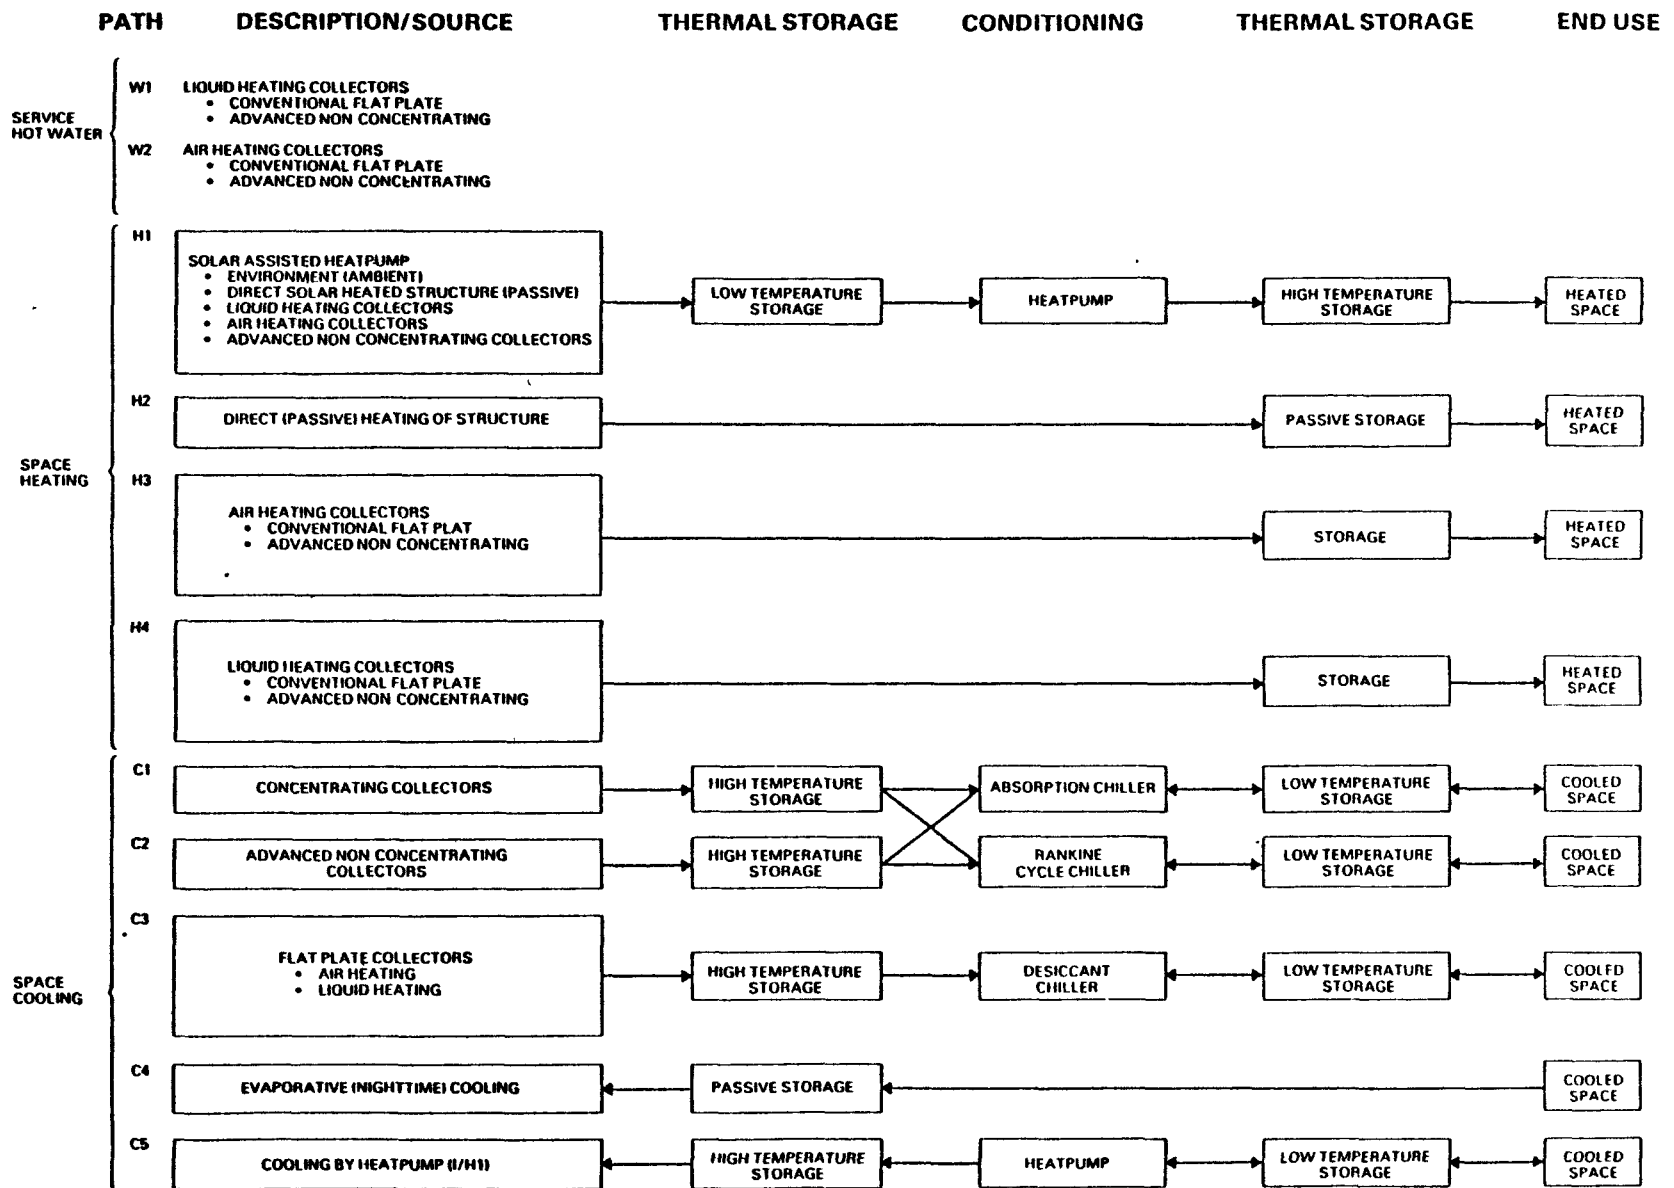 PATH DESCRIPTION/SOURCE THERMAL STORAGE CONDITIONING THERMAL STORAGE END USE
SERVICE
HOT WATER
W1 LIQUID HEATING COLLECTORS
• CONVENTIONAL FLAT PLATE
• ADVANCED NON CONCENTRATING
W2 AIR HEATING COLLECTORS
• CONVENTIONAL FLAT PLATE
• ADVANCED NON CONCENTRATING
SPACE
HEATING
H1
SOLAR ASSISTED HEATPUMP
• ENVIRONMENT (AMBIENT)
• DIRECT SOLAR HEATED STRUCTURE (PASSIVE)
• LIQUID HEATING COLLECTORS
• AIR HEATING COLLECTORS
• ADVANCED NON CONCENTRATING COLLECTORS
LOW TEMPERATURE
STORAGE
HEATPUMP
HIGH TEMPERATURE
STORAGE
HEATED
SPACE
H2
DIRECT (PASSIVE) HEATING OF STRUCTURE
PASSIVE STORAGE
HEATED
SPACE
H3
AIR HEATING COLLECTORS
• CONVENTIONAL FLAT PLAT
• ADVANCED NON CONCENTRATING
STORAGE
HEATED
SPACE
H4
LIQUID HEATING COLLECTORS
• CONVENTIONAL FLAT PLATE
• ADVANCED NON CONCENTRATING
STORAGE
HEATED
SPACE
SPACE
COOLING
C1
CONCENTRATING COLLECTORS
HIGH TEMPERATURE
STORAGE
ABSORPTION CHILLER
LOW TEMPERATURE
STORAGE
COOLED
SPACE
C2
ADVANCED NON CONCENTRATING
COLLECTORS
HIGH TEMPERATURE
STORAGE
RANKINE
CYCLE CHILLER
LOW TEMPERATURE
STORAGE
COOLED
SPACE
C3
FLAT PLATE COLLECTORS
• AIR HEATING
• LIQUID HEATING
HIGH TEMPERATURE
STORAGE
DESICCANT
CHILLER
LOW TEMPERATURE
STORAGE
COOLED
SPACE
C4
EVAPORATIVE (NIGHTTIME) COOLING
PASSIVE STORAGE
COOLED
SPACE
C5
COOLING BY HEATPUMP (I/H1)
HIGH TEMPERATURE
STORAGE
HEATPUMP
LOW TEMPERATURE
STORAGE
COOLED
SPACE